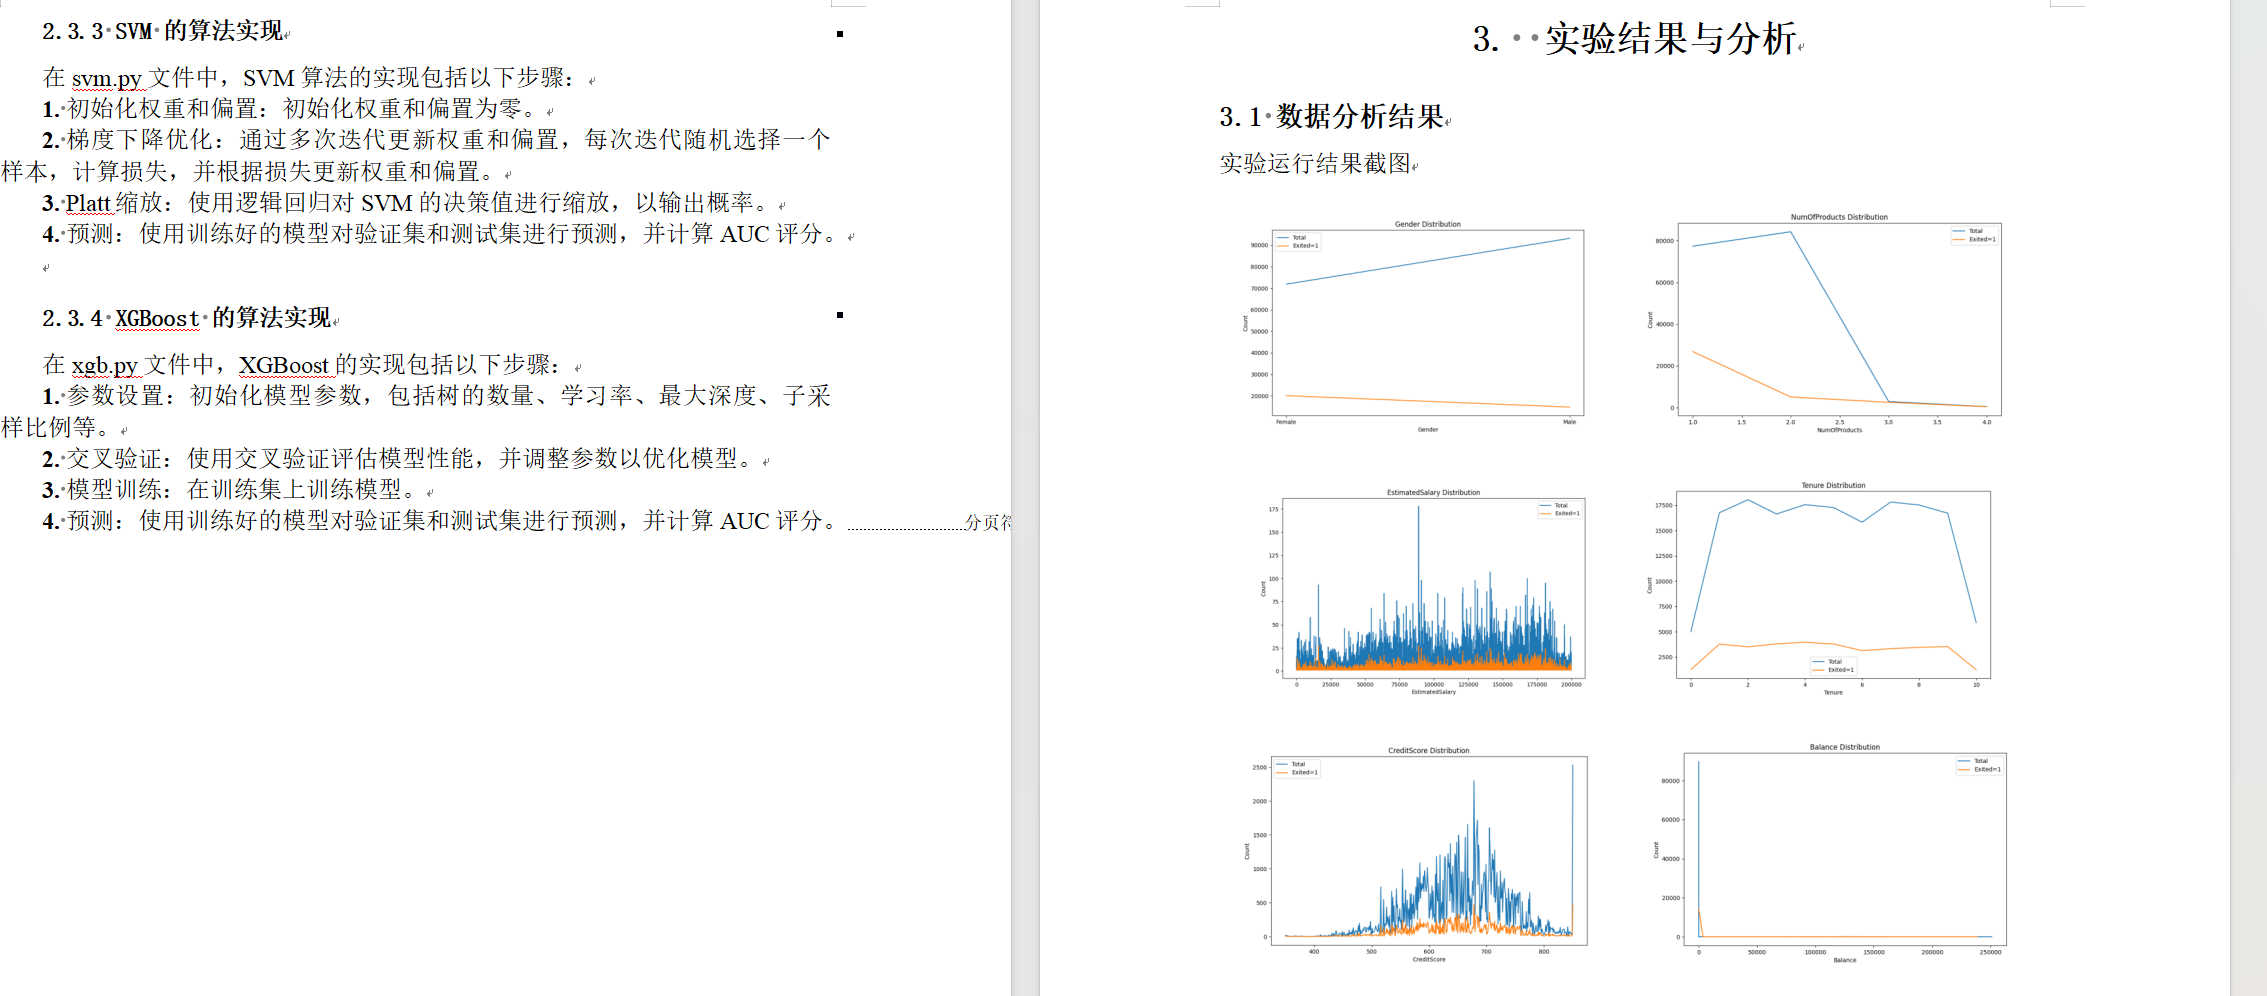 2.3.3 SVM 的算法实现
在 svm.py 文件中，SVM 算法的实现包括以下步骤：
1. 初始化权重和偏置：初始化权重和偏置为零。
2. 梯度下降优化：通过多次迭代更新权重和偏置，每次迭代随机选择一个
样本，计算损失，并根据损失更新权重和偏置。
3. Platt 缩放：使用逻辑回归对 SVM 的决策值进行缩放，以输出概率。
4. 预测：使用训练好的模型对验证集和测试集进行预测，并计算 AUC 评分。
2.3.4 XGBoost 的算法实现
在 xgb.py 文件中，XGBoost 的实现包括以下步骤：
1. 参数设置：初始化模型参数，包括树的数量、学习率、最大深度、子采
样比例等。
2. 交叉验证：使用交叉验证评估模型性能，并调整参数以优化模型。
3. 模型训练：在训练集上训练模型。
4. 预测：使用训练好的模型对验证集和测试集进行预测，并计算 AUC 评分。 分页符
3. 实验结果与分析
3.1 数据分析结果
实验运行结果截图
Gender Distribution
Total
Exited=1
90000
80000
70000
60000
50000
40000
30000
20000
Count
Female Male
Gender
NumOfProducts Distribution
Total
Exited=1
80000
60000
40000
20000
0
Count
1.0 1.5 2.0 2.5 3.0 3.5 4.0
NumOfProducts
EstimatedSalary Distribution
Total
Exited=1
175
150
125
100
75
50
25
0
Count
0 25000 50000 75000 100000 125000 150000 175000 200000
EstimatedSalary
Tenure Distribution
17500
15000
12500
10000
7500
5000
2500
Count
Total
Exited=1
0 2 4 6 8 10
Tenure
CreditScore Distribution
Total
Exited=1
2500
2000
1500
1000
500
0
Count
400 500 600 700 800
CreditScore
Balance Distribution
Total
Exited=1
80000
60000
40000
20000
0
Count
0 50000 100000 150000 200000 250000
Balance